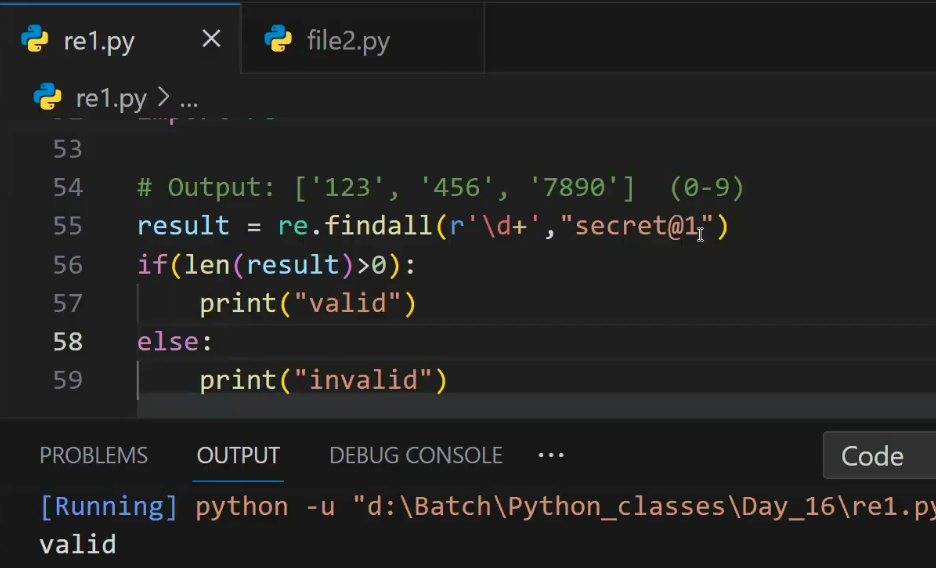 re1.py × file2.py
re1.py > ...
53
54 # Output: ['123', '456', '7890'] (0-9)
55 result = re.findall(r'\d+',"secret@1")
56 if(len(result)>0):
57     print("valid")
58 else:
59     print("invalid")
PROBLEMS OUTPUT DEBUG CONSOLE ... Code
[Running] python -u "d:\Batch\Python_classes\Day_16\re1.py
valid